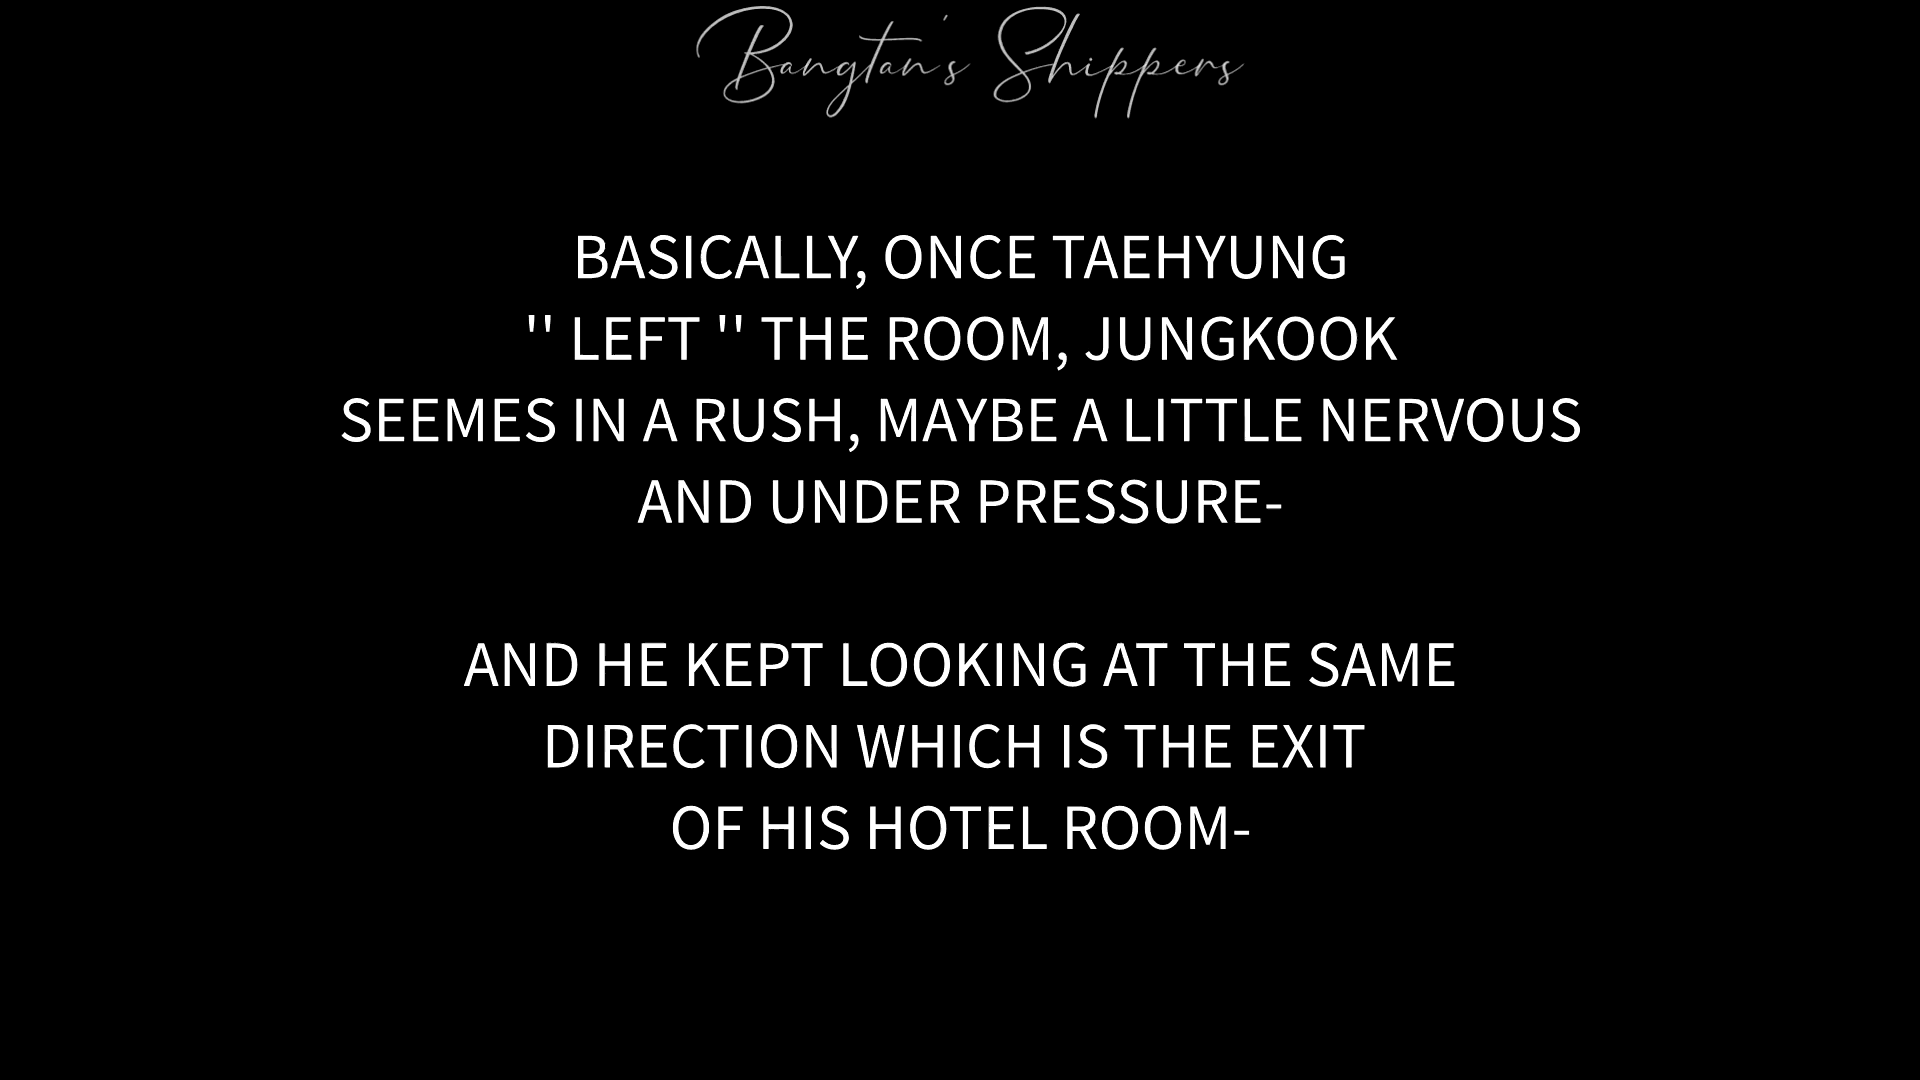 Bangtan's Shippers
BASICALLY, ONCE TAEHYUNG
'' LEFT '' THE ROOM, JUNGKOOK
SEEMES IN A RUSH, MAYBE A LITTLE NERVOUS
AND UNDER PRESSURE-
AND HE KEPT LOOKING AT THE SAME
DIRECTION WHICH IS THE EXIT
OF HIS HOTEL ROOM-